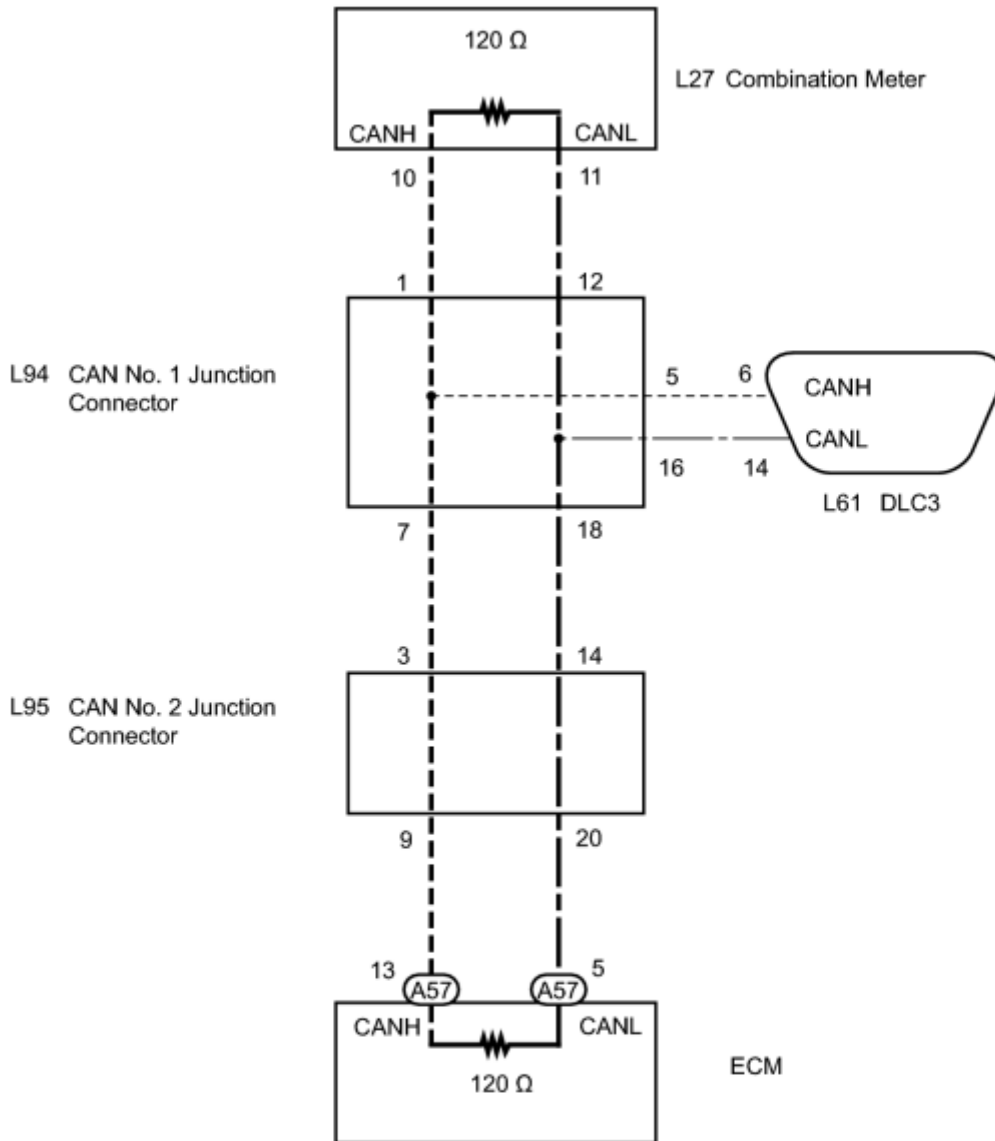 120 Ω
L27 Combination Meter
CANH
CANL
10
11
1
12
L94 CAN No. 1 Junction
Connector
5
6
CANH
CANL
16
14
L61 DLC3
7
18
3
14
L95 CAN No. 2 Junction
Connector
9
20
13
5
A57
A57
CANH
CANL
120 Ω
ECM